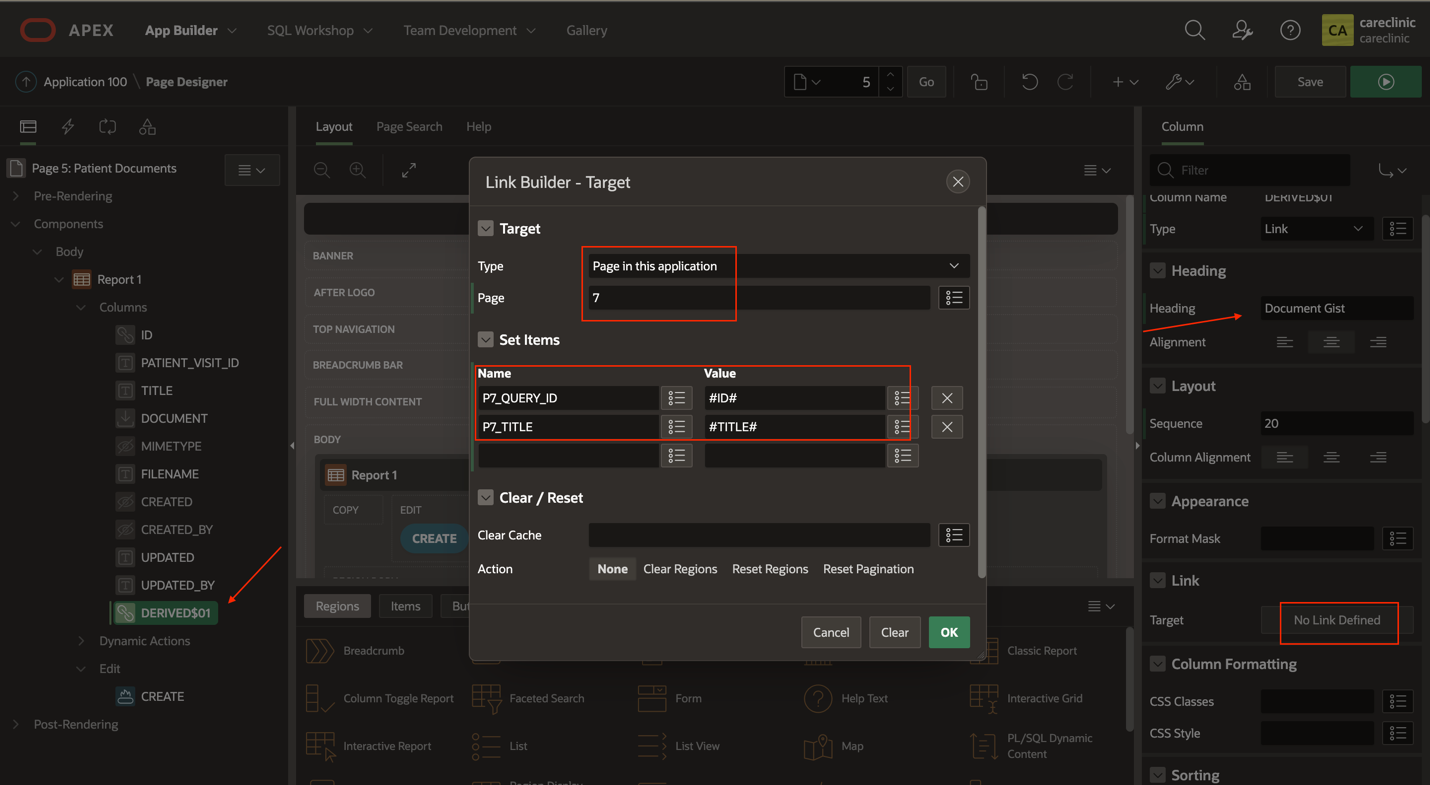 APEX
App Builder
SQL Workshop
Team Development
Gallery
CA
careclinic
careclinic
Application 100 \ Page Designer
5
Go
Save
Layout
Page Search
Help
Column
Page 5: Patient Documents
Pre-Rendering
Components
Body
Report 1
Columns
ID
PATIENT_VISIT_ID
TITLE
DOCUMENT
MIMETYPE
FILENAME
CREATED
CREATED_BY
UPDATED
UPDATED_BY
DERIVED$01
Dynamic Actions
Edit
CREATE
Post-Rendering
BANNER
AFTER LOGO
TOP NAVIGATION
BREADCRUMB BAR
FULL WIDTH CONTENT
BODY
Report 1
COPY
EDIT
CREATE
Link Builder - Target
Target
Type
Page in this application
Page
7
Set Items
Name
Value
P7_QUERY_ID
#ID#
P7_TITLE
#TITLE#
Clear / Reset
Clear Cache
Action
None
Clear Regions
Reset Regions
Reset Pagination
Cancel
Clear
OK
Regions
Items
Bu
Breadcrumb
Classic Report
Column Toggle Report
Faceted Search
Form
Help Text
Interactive Grid
Interactive Report
List
List View
Map
PL/SQL Dynamic
Content
Region Display
Filter
Column Name
DERIVED$01
Type
Link
Heading
Heading
Document Gist
Alignment
Layout
Sequence
20
Column Alignment
Appearance
Format Mask
Link
Target
No Link Defined
Column Formatting
CSS Classes
CSS Style
Sorting